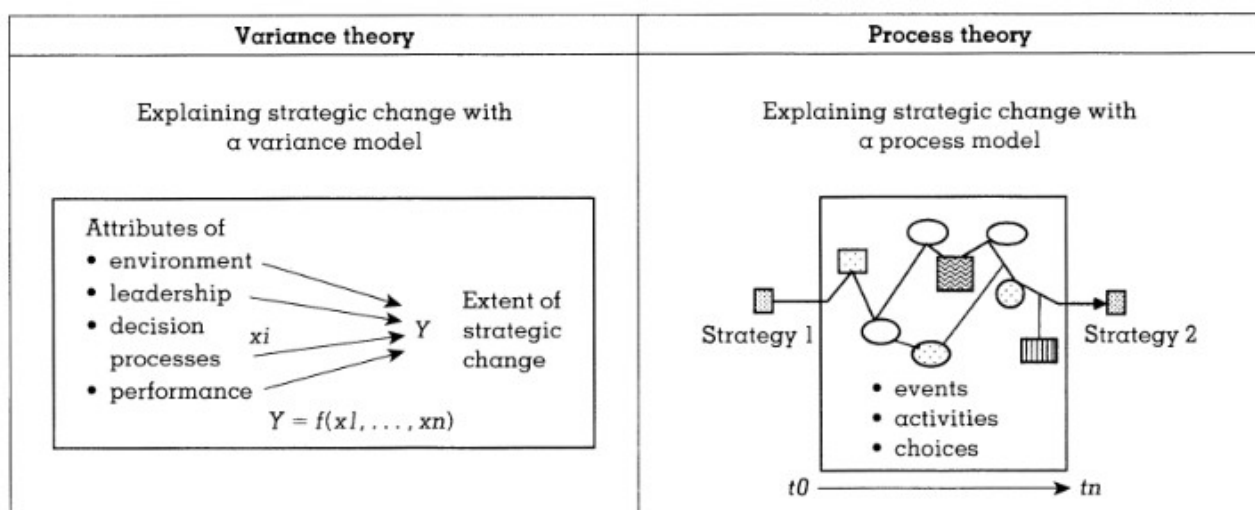 Variance theory
Explaining strategic change with
a variance model
Attributes of
• environment
• leadership
• decision
processes
• performance
xi
Y
Extent of
strategic
change
Y = f(x1, . . . , xn)
Process theory
Explaining strategic change with
a process model
Strategy 1
Strategy 2
• events
• activities
• choices
t0
tn